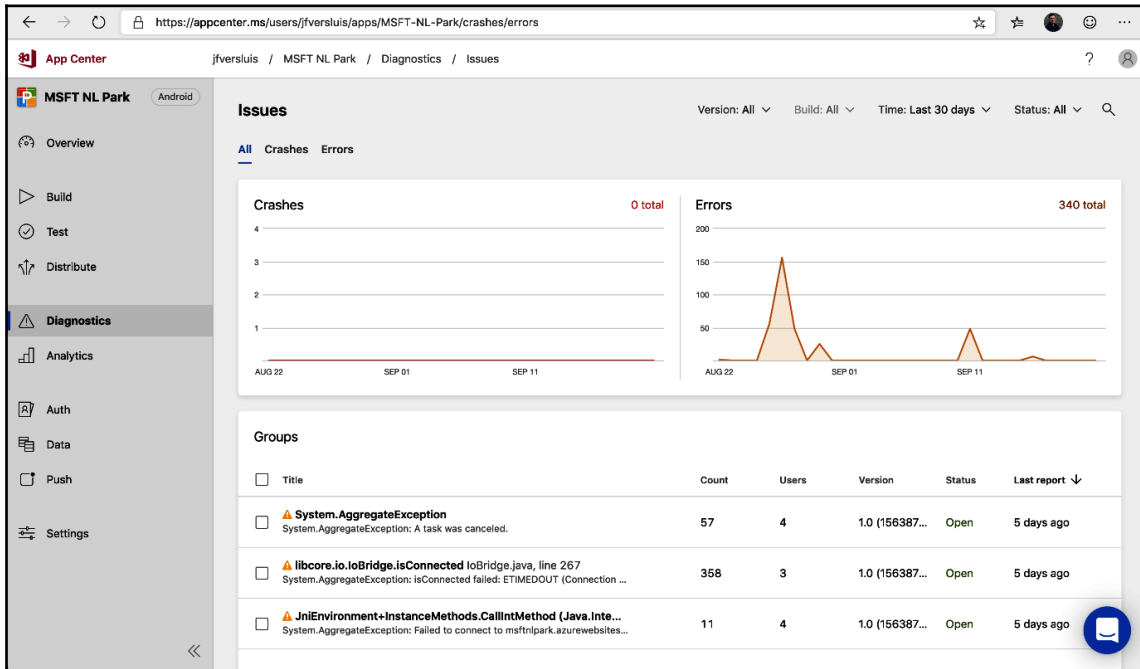 https://appcenter.ms/users/jfversluis/apps/MSFT-NL-Park/crashes/errors
App Center
jfversluis / MSFT NL Park / Diagnostics / Issues
?
MSFT NL Park
Android
Overview
Build
Test
Distribute
Diagnostics
Analytics
Auth
Data
Push
Settings
Issues
Version: All
Build: All
Time: Last 30 days
Status: All
All Crashes Errors
Crashes
0 total
4
3
2
1
AUG 22 SEP 01 SEP 11
Errors
340 total
200
150
100
50
AUG 22 SEP 01 SEP 11
Groups
Title Count Users Version Status Last report
System.AggregateException
System.AggregateException: A task was canceled.
57 4 1.0 (156387... Open 5 days ago
libcore.io.IoBridge.isConnected IoBridge.java, line 267
System.AggregateException: isConnected failed: ETIMEDOUT (Connection ...
358 3 1.0 (156387... Open 5 days ago
JniEnvironment+InstanceMethods.CallIntMethod (Java.Inte...
System.AggregateException: Failed to connect to msftnlpark.azurewebsites...
11 4 1.0 (156387... Open 5 days ago